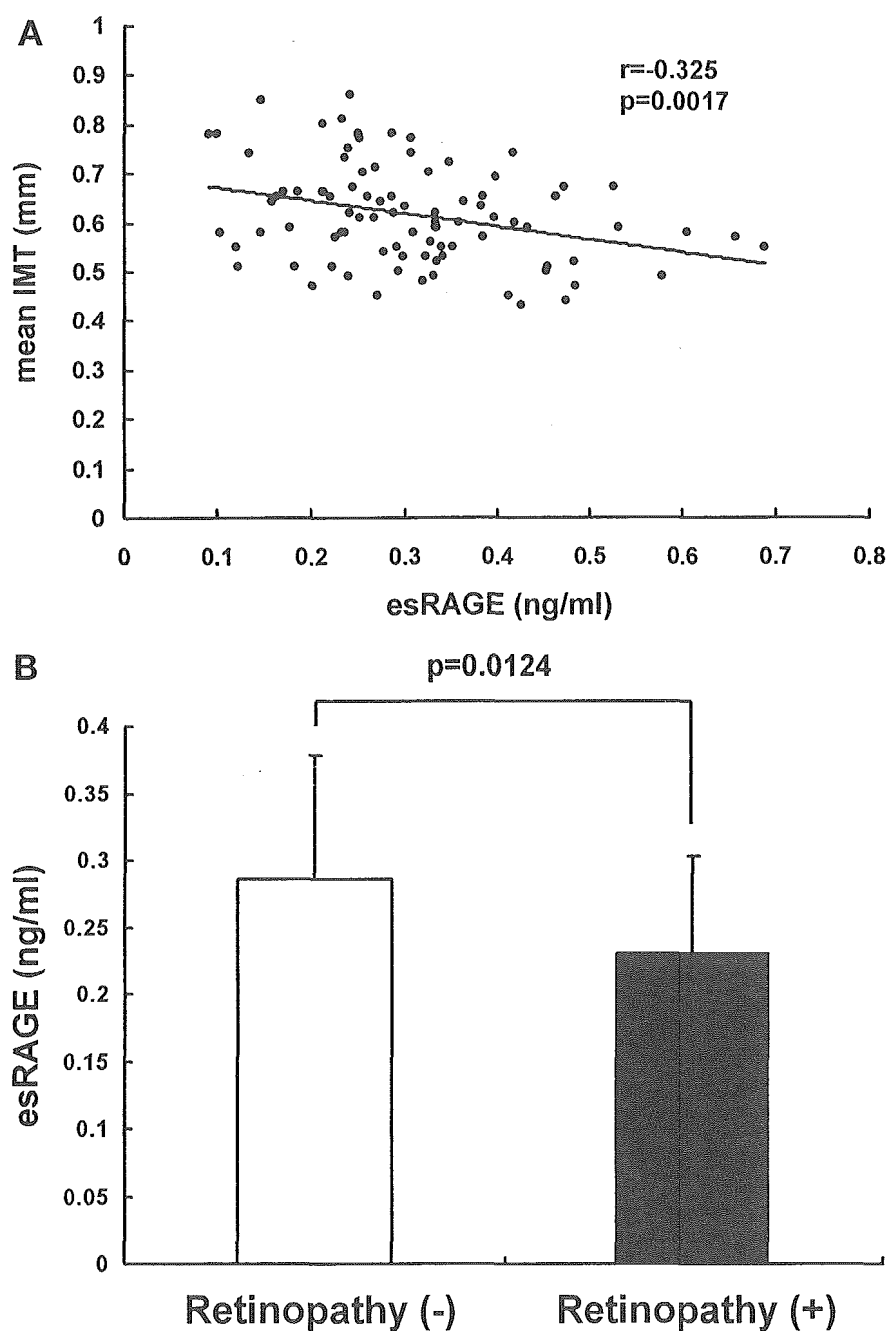 A
r=-0.325
p=0.0017
mean IMT (mm)
1
0.9
0.8
0.7
0.6
0.5
0.4
0.3
0.2
0.1
0
0 0.1 0.2 0.3 0.4 0.5 0.6 0.7 0.8
esRAGE (ng/ml)
B
p=0.0124
esRAGE (ng/ml)
0.4
0.35
0.3
0.25
0.2
0.15
0.1
0.05
0
Retinopathy (-) Retinopathy (+)